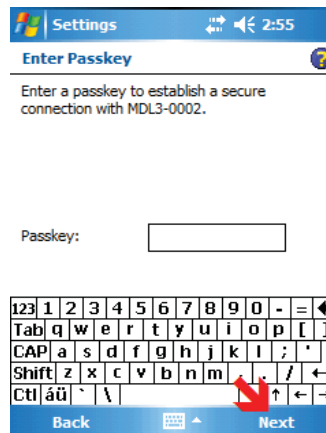 Settings 2:55
Enter Passkey ?
Enter a passkey to establish a secure
connection with MDL3-0002.
Passkey:
123 1 2 3 4 5 6 7 8 9 0 - =
Tab q w e r t y u i o p [ ]
CAP a s d f g h j k l ; '
Shift z x c v b n m , . / ←
Ctl áü ` \ ↑ ← →
Back Next